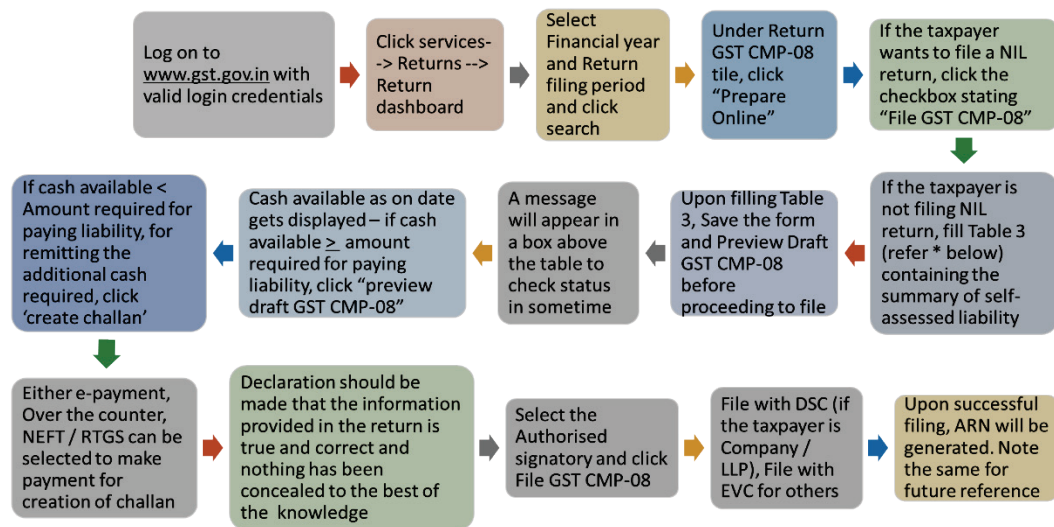 Log on to
www.gst.gov.in with
valid login credentials
Click services-
-> Returns -->
Return
dashboard
Select
Financial year
and Return
filing period
and click
search
Under Return
GST CMP-08
tile, click
“Prepare
Online”
If the taxpayer
wants to file a NIL
return, click the
checkbox stating
“File GST CMP-08”
If the taxpayer is
not filing NIL
return, fill Table 3
(refer * below)
containing the
summary of self-
assessed liability
Upon filling Table
3, Save the form
and Preview Draft
GST CMP-08
before
proceeding to file
A message
will appear in
a box above
the table to
check status
in sometime
Cash available as on date
gets displayed – if cash
available > amount
required for paying
liability, click “preview
draft GST CMP-08”
If cash available <
Amount required for
paying liability, for
remitting the
additional cash
required, click
‘create challan’
Either e-payment,
Over the counter,
NEFT / RTGS can be
selected to make
payment for
creation of challan
Declaration should be
made that the information
provided in the return is
true and correct and
nothing has been
concealed to the best of
the knowledge
Select the
Authorised
signatory and click
File GST CMP-08
File with DSC (if
the taxpayer is
Company /
LLP), File with
EVC for others
Upon successful
filing, ARN will be
generated. Note
the same for
future reference